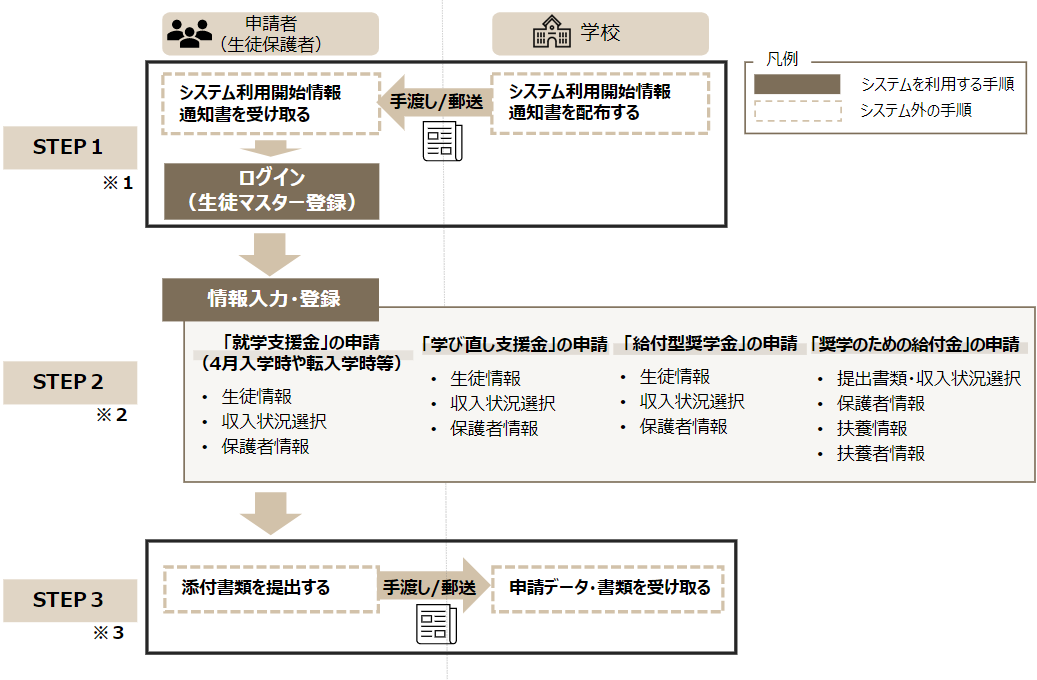 申請者
（生徒保護者）
学校
凡例
システムを利用する手順
システム外の手順
STEP 1
※1
システム利用開始情報
通知書を受け取る
手渡し/郵送
システム利用開始情報
通知書を配布する
ログイン
（生徒マスター登録）
STEP 2
※2
情報入力・登録
「就学支援金」の申請
（4月入学時や転入学時等）
・ 生徒情報
・ 収入状況選択
・ 保護者情報
「学び直し支援金」の申請
・ 生徒情報
・ 収入状況選択
・ 保護者情報
「給付型奨学金」の申請
・ 生徒情報
・ 収入状況選択
・ 保護者情報
「奨学のための給付金」の申請
・ 提出書類・収入状況選択
・ 保護者情報
・ 扶養情報
・ 扶養者情報
STEP 3
※3
添付書類を提出する
手渡し/郵送
申請データ・書類を受け取る